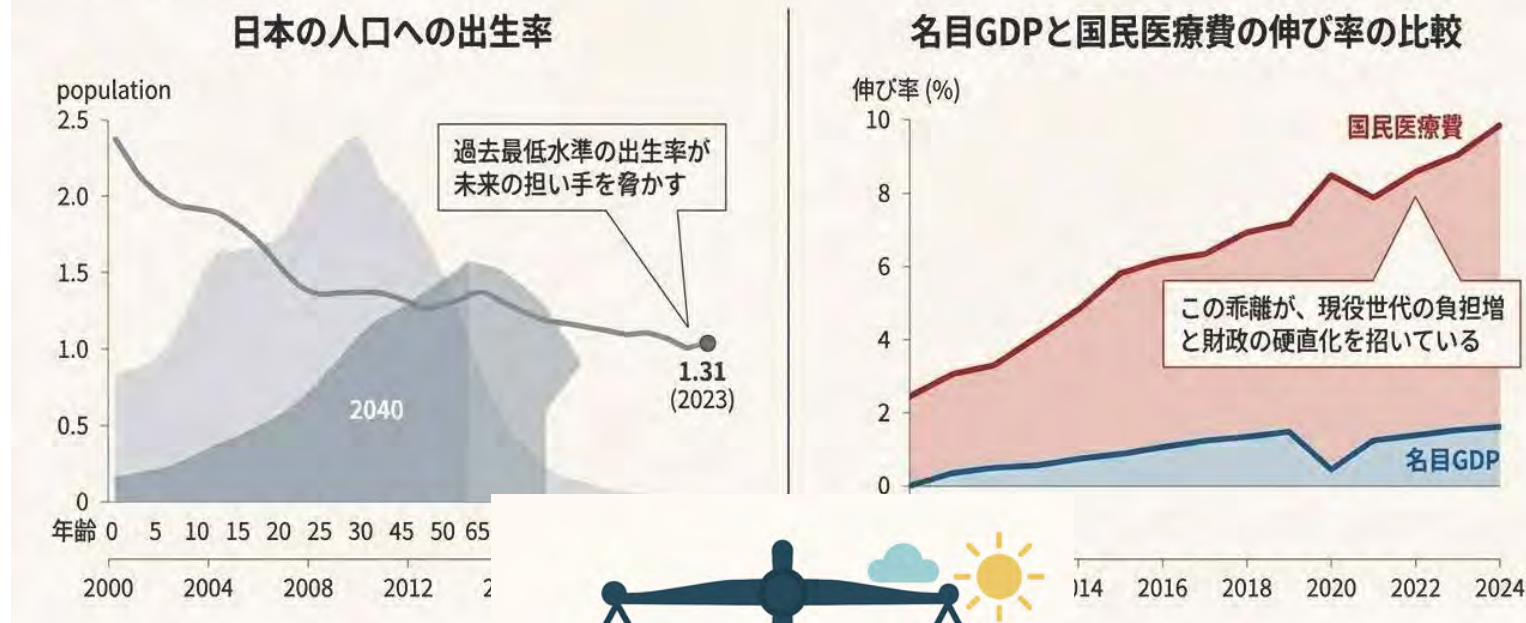 日本の人口への出生率
population
2.5
2.0
1.5
1.0
0.5
0
過去最低水準の出生率が
未来の担い手を脅かす
1.31
(2023)
2040
年齢 0 5 10 15 20 25 30 45 50 65
2000 2004 2008 2012
名目GDPと国民医療費の伸び率の比較
伸び率 (%)
10
8
6
4
2
0
国民医療費
この乖離が、現役世代の負担増
と財政の硬直化を招いている
名目GDP
2016 2018 2020 2022 2024